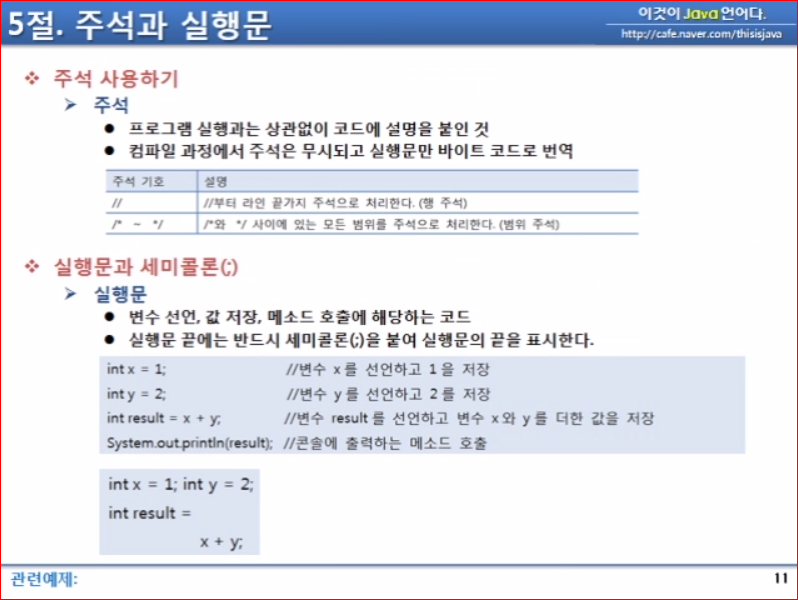 5절. 주석과 실행문
이것이 Java 언어다.
http://cafe.naver.com/thisisjava
주석 사용하기
주석
프로그램 실행과는 상관없이 코드에 설명을 붙인 것
컴파일 과정에서 주석은 무시되고 실행문만 바이트 코드로 번역
주석 기호 설명
// //부터 라인 끝가지 주석으로 처리한다. (행 주석)
/* ~ */ /*와 */ 사이에 있는 모든 범위를 주석으로 처리한다. (범위 주석)
실행문과 세미콜론(;)
실행문
변수 선언, 값 저장, 메소드 호출에 해당하는 코드
실행문 끝에는 반드시 세미콜론(;)을 붙여 실행문의 끝을 표시한다.
int x = 1; //변수 x를 선언하고 1을 저장
int y = 2; //변수 y를 선언하고 2를 저장
int result = x + y; //변수 result를 선언하고 변수 x와 y를 더한 값을 저장
System.out.println(result); //콘솔에 출력하는 메소드 호출
int x = 1; int y = 2;
int result =
x + y;
관련예제:
11